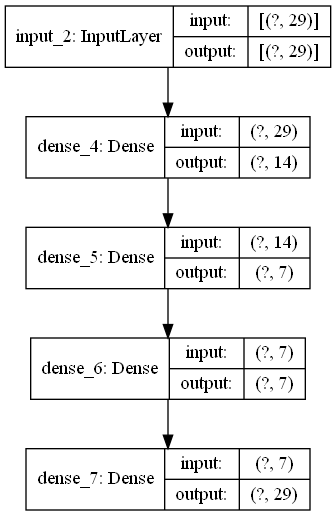 input_2: InputLayer
input: [(?, 29)]
output: [(?, 29)]
dense_4: Dense
input: (?, 29)
output: (?, 14)
dense_5: Dense
input: (?, 14)
output: (?, 7)
dense_6: Dense
input: (?, 7)
output: (?, 7)
dense_7: Dense
input: (?, 7)
output: (?, 29)